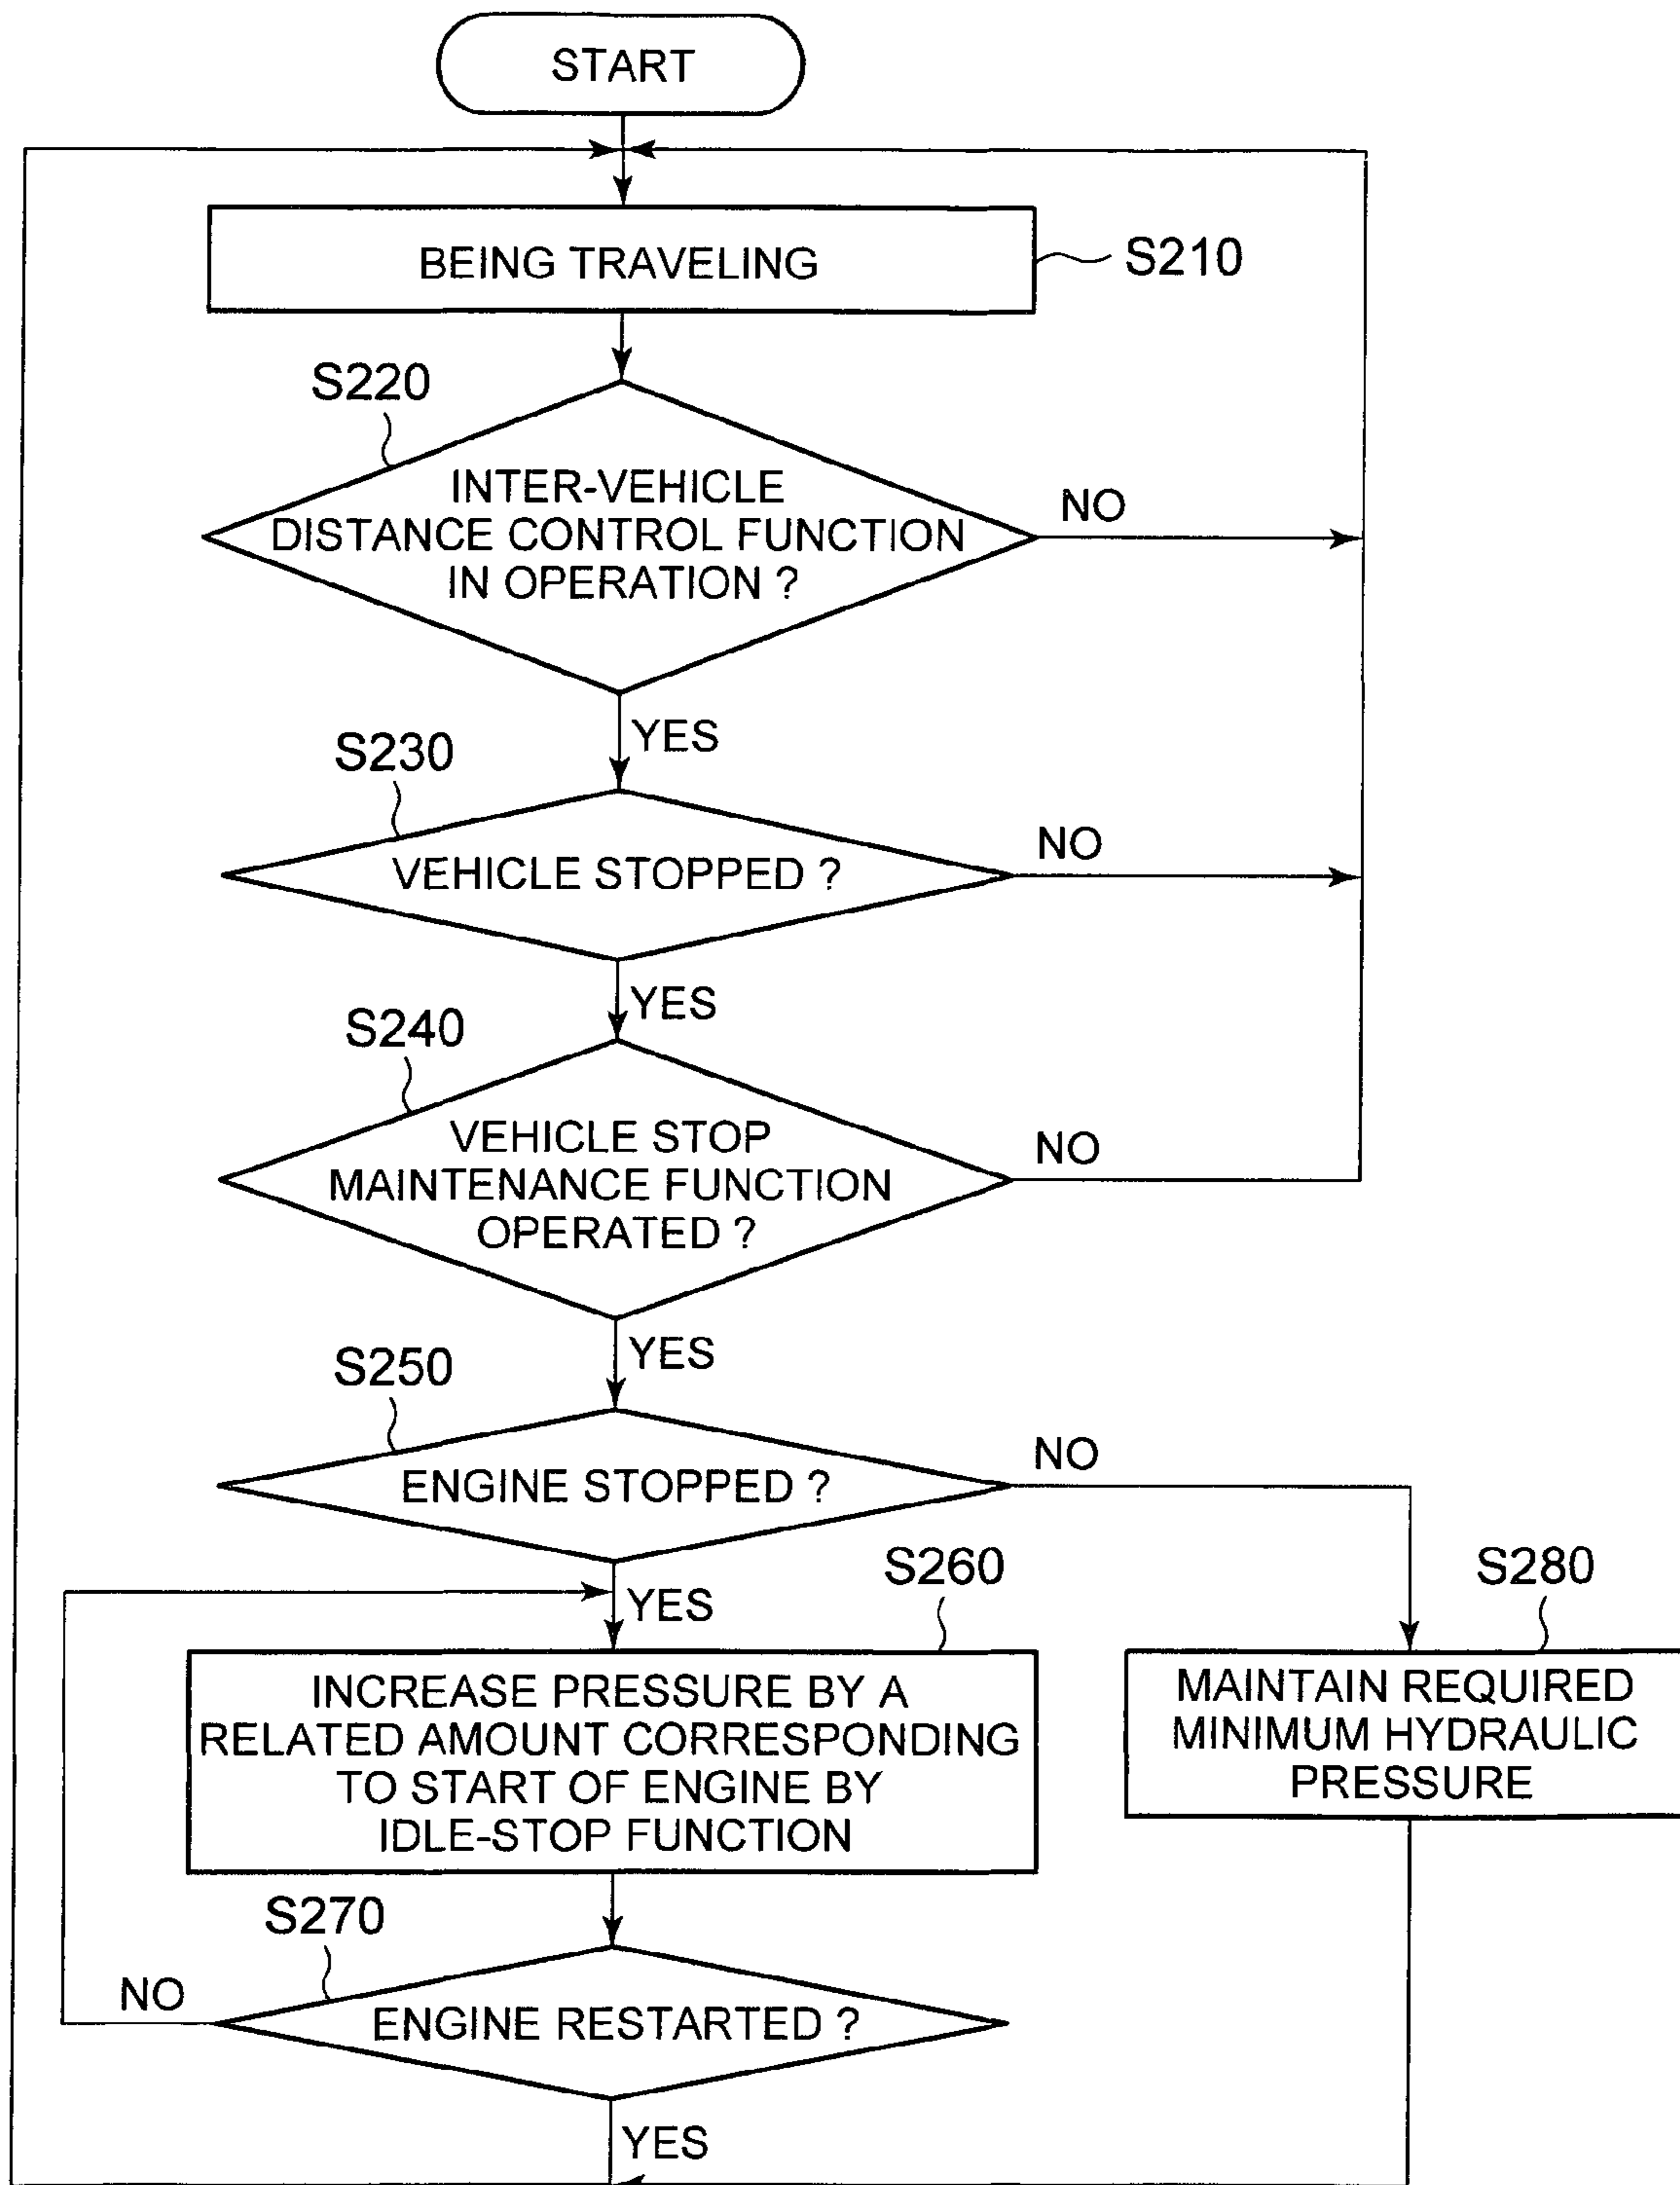 START
BEING TRAVELING
S210
S220
INTER-VEHICLE
DISTANCE CONTROL FUNCTION
IN OPERATION ?
NO
YES
S230
VEHICLE STOPPED ?
NO
YES
S240
VEHICLE STOP
MAINTENANCE FUNCTION
OPERATED ?
NO
YES
S250
ENGINE STOPPED ?
NO
YES
S260
INCREASE PRESSURE BY A
RELATED AMOUNT CORRESPONDING
TO START OF ENGINE BY
IDLE-STOP FUNCTION
S280
MAINTAIN REQUIRED
MINIMUM HYDRAULIC
PRESSURE
S270
ENGINE RESTARTED ?
NO
YES